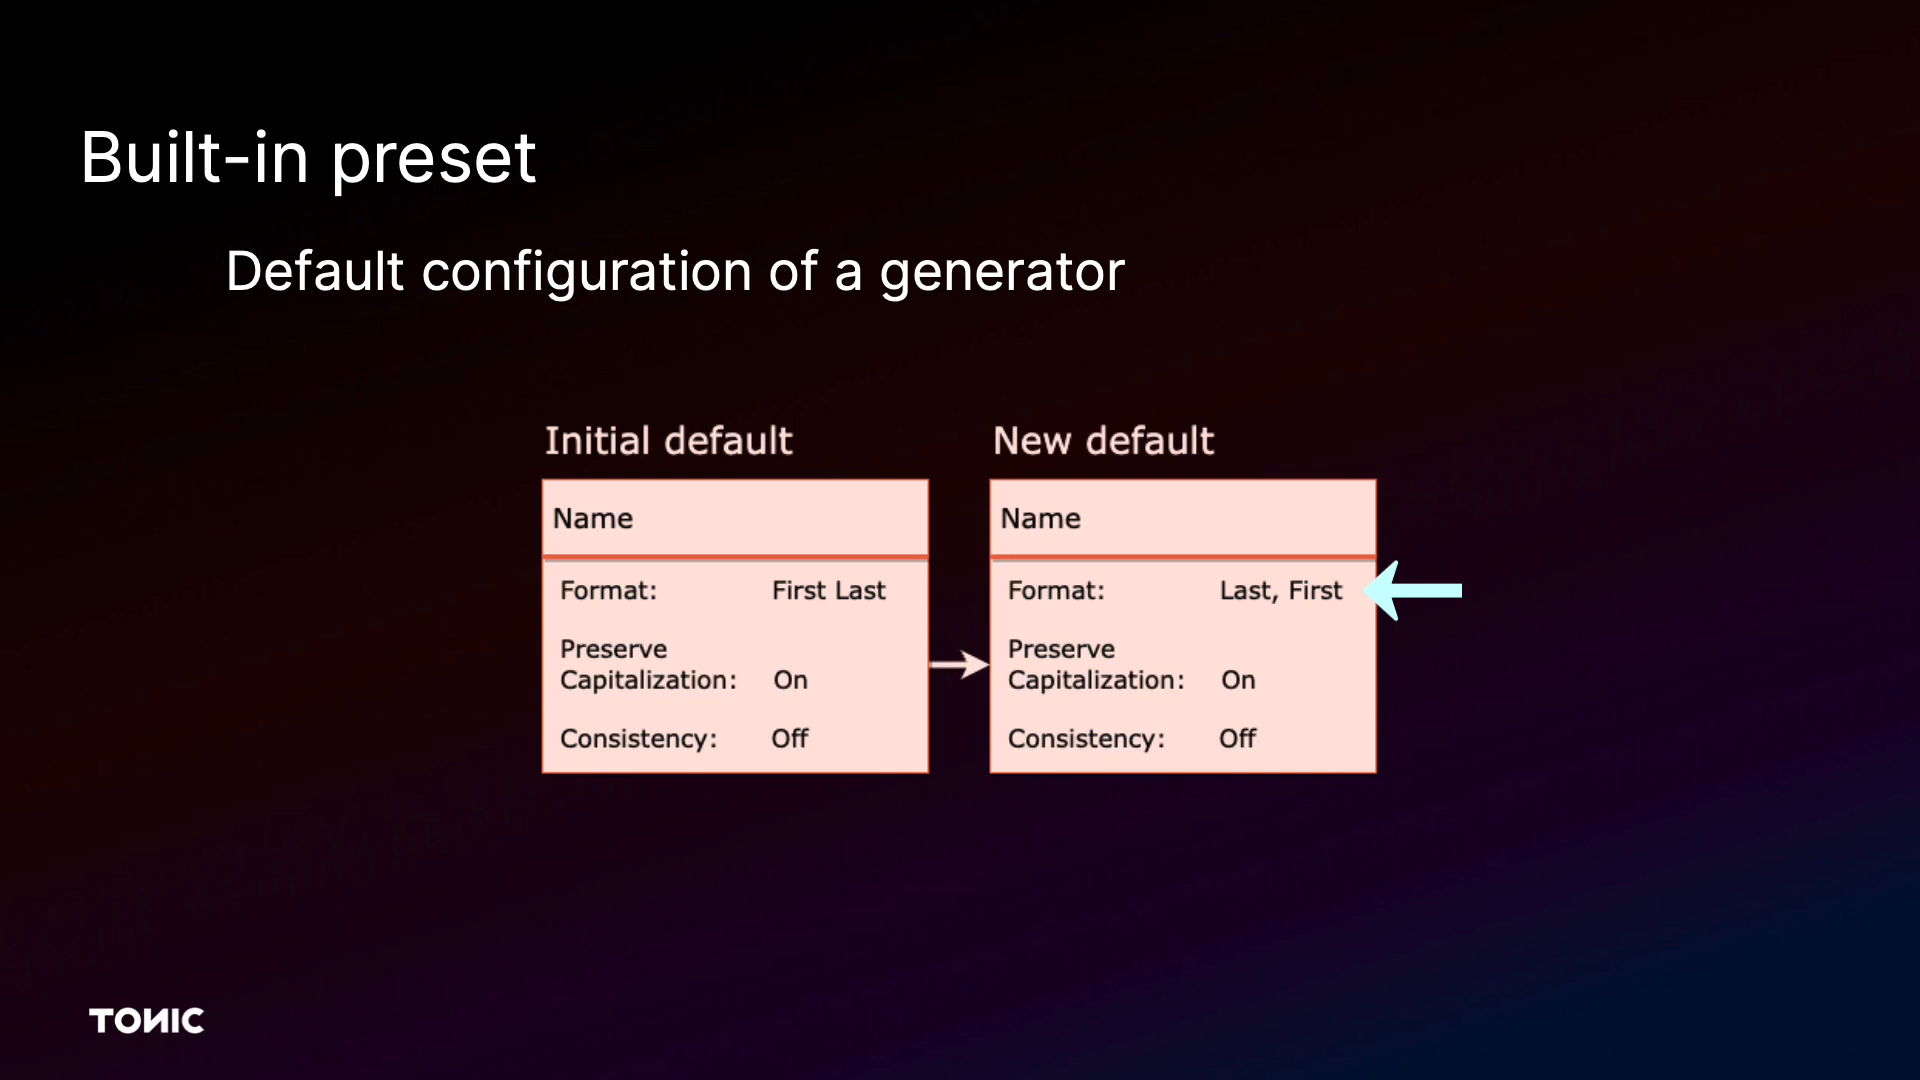 Built-in preset
Default configuration of a generator
Initial default
Name
Format: First Last
Preserve
Capitalization: On
Consistency: Off
New default
Name
Format: Last, First
Preserve
Capitalization: On
Consistency: Off
TONIC